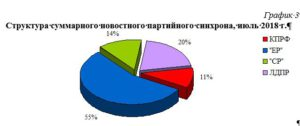 График 3
Структура суммарного новостного партийного синхрона, июль 2018 г.¶
14%
20%
11%
55%
КПРФ
"ЕР"
"СР"
ЛДПР
¶